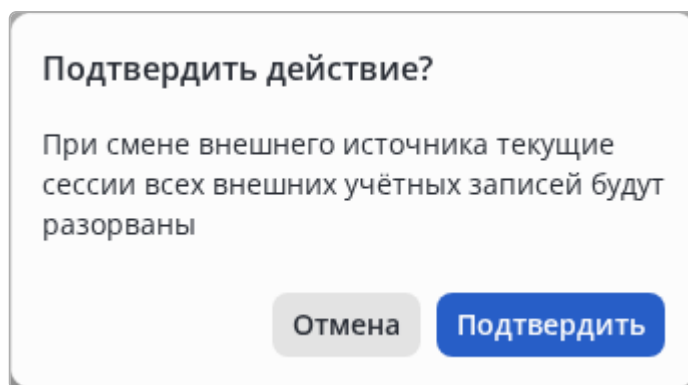 Подтвердить действие?
При смене внешнего источника текущие
сессии всех внешних учётных записей будут
разорваны
Отмена
Подтвердить